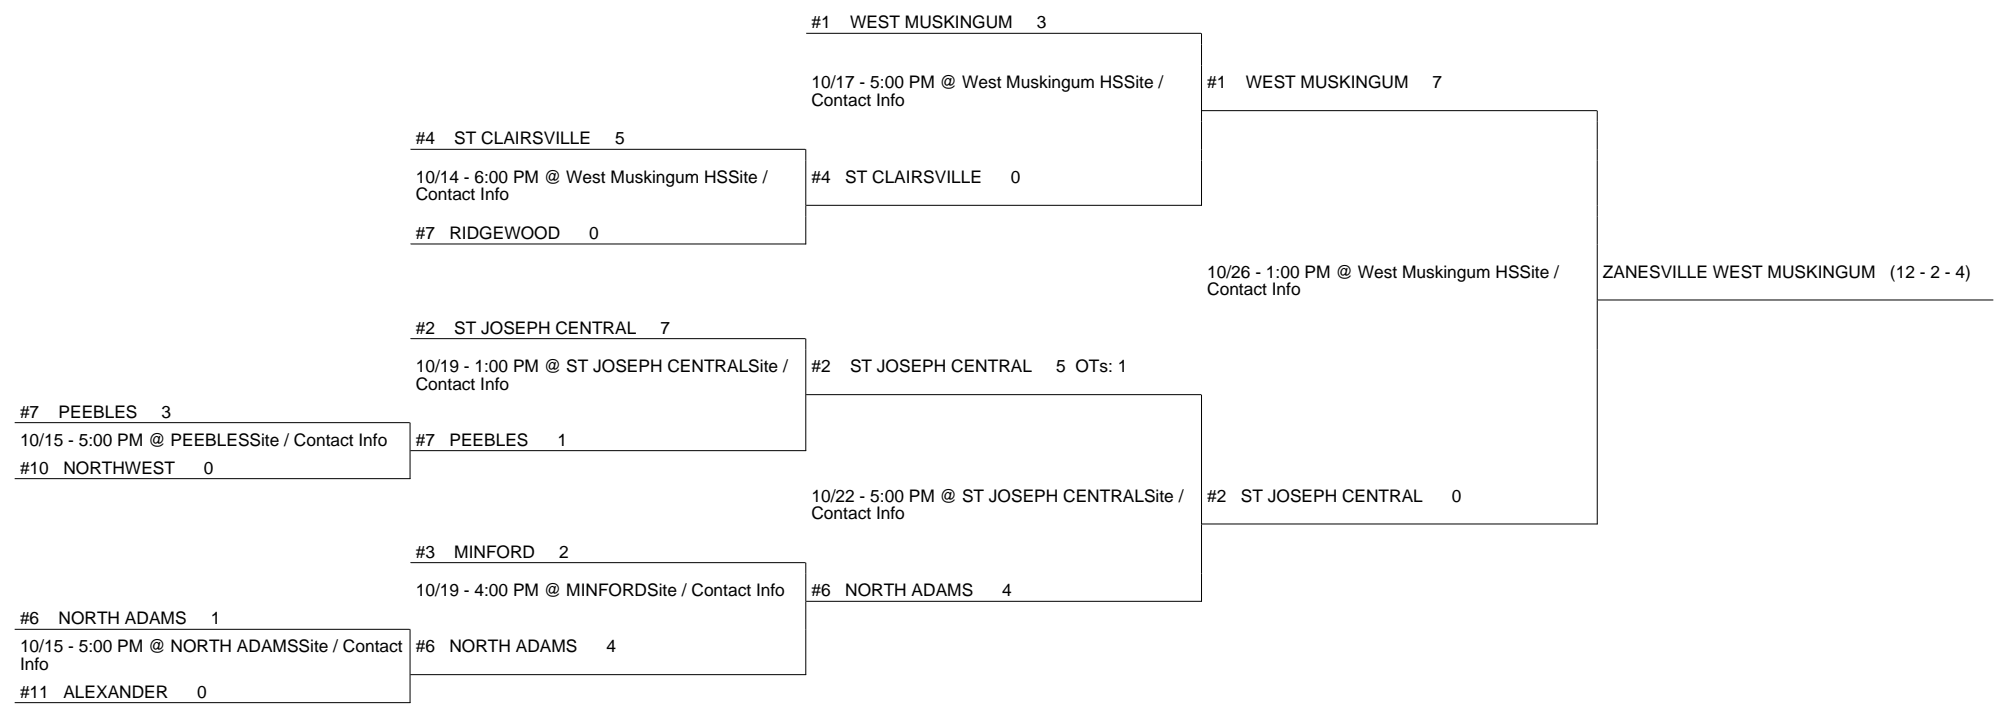 #1 WEST MUSKINGUM 3
10/17 - 5:00 PM @ West Muskingum HSSite /
Contact Info
#1 WEST MUSKINGUM 7
#4 ST CLAIRSVILLE 5
10/14 - 6:00 PM @ West Muskingum HSSite /
Contact Info
#4 ST CLAIRSVILLE 0
#7 RIDGEWOOD 0
10/26 - 1:00 PM @ West Muskingum HSSite /
Contact Info
ZANESVILLE WEST MUSKINGUM (12 - 2 - 4)
#2 ST JOSEPH CENTRAL 7
10/19 - 1:00 PM @ ST JOSEPH CENTRALSite /
Contact Info
#2 ST JOSEPH CENTRAL 5 OTs: 1
#7 PEEBLES 3
10/15 - 5:00 PM @ PEEBLESSite / Contact Info
#7 PEEBLES 1
#10 NORTHWEST 0
10/22 - 5:00 PM @ ST JOSEPH CENTRALSite /
Contact Info
#2 ST JOSEPH CENTRAL 0
#3 MINFORD 2
10/19 - 4:00 PM @ MINFORDSite / Contact Info
#6 NORTH ADAMS 4
#6 NORTH ADAMS 1
10/15 - 5:00 PM @ NORTH ADAMSSite / Contact
Info
#6 NORTH ADAMS 4
#11 ALEXANDER 0